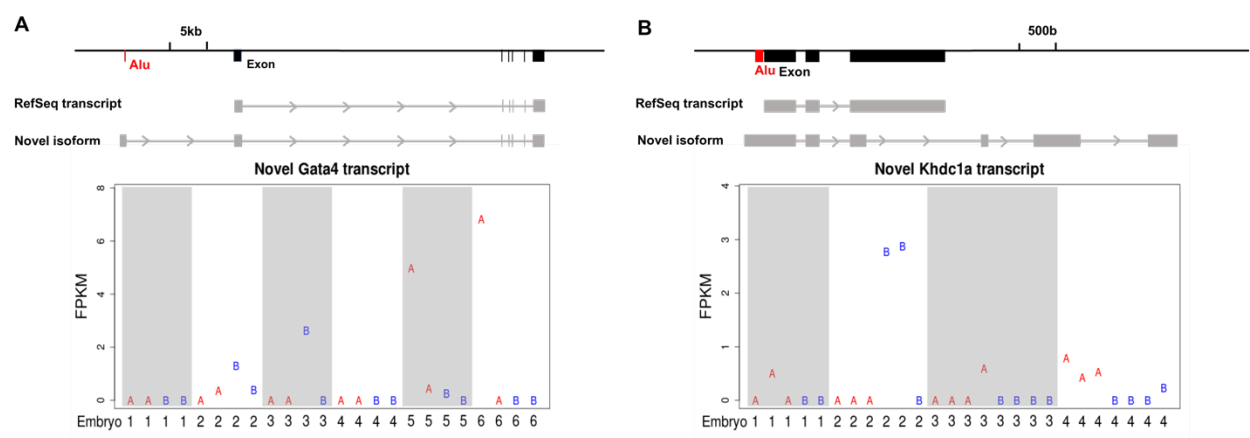 A
5kb
Alu
Exon
RefSeq transcript
Novel isoform
Novel Gata4 transcript
FPKM
8
6
4
2
0
A
A
B
B
A B A B
A A B B A A A B A A B B B A B B
Embryo 1 1 1 1 2 2 2 2 3 3 3 3 4 4 4 4 5 5 5 5 6 6 6 6
B
500b
Alu Exon
RefSeq transcript
Novel isoform
Novel Khdc1a transcript
FPKM
4
3
2
1
0
B B
A A A A A
B
A A B B A A A B A A A B B B B B B B
Embryo 1 1 1 1 1 2 2 2 2 2 2 3 3 3 3 3 3 3 3 4 4 4 4 4 4 4